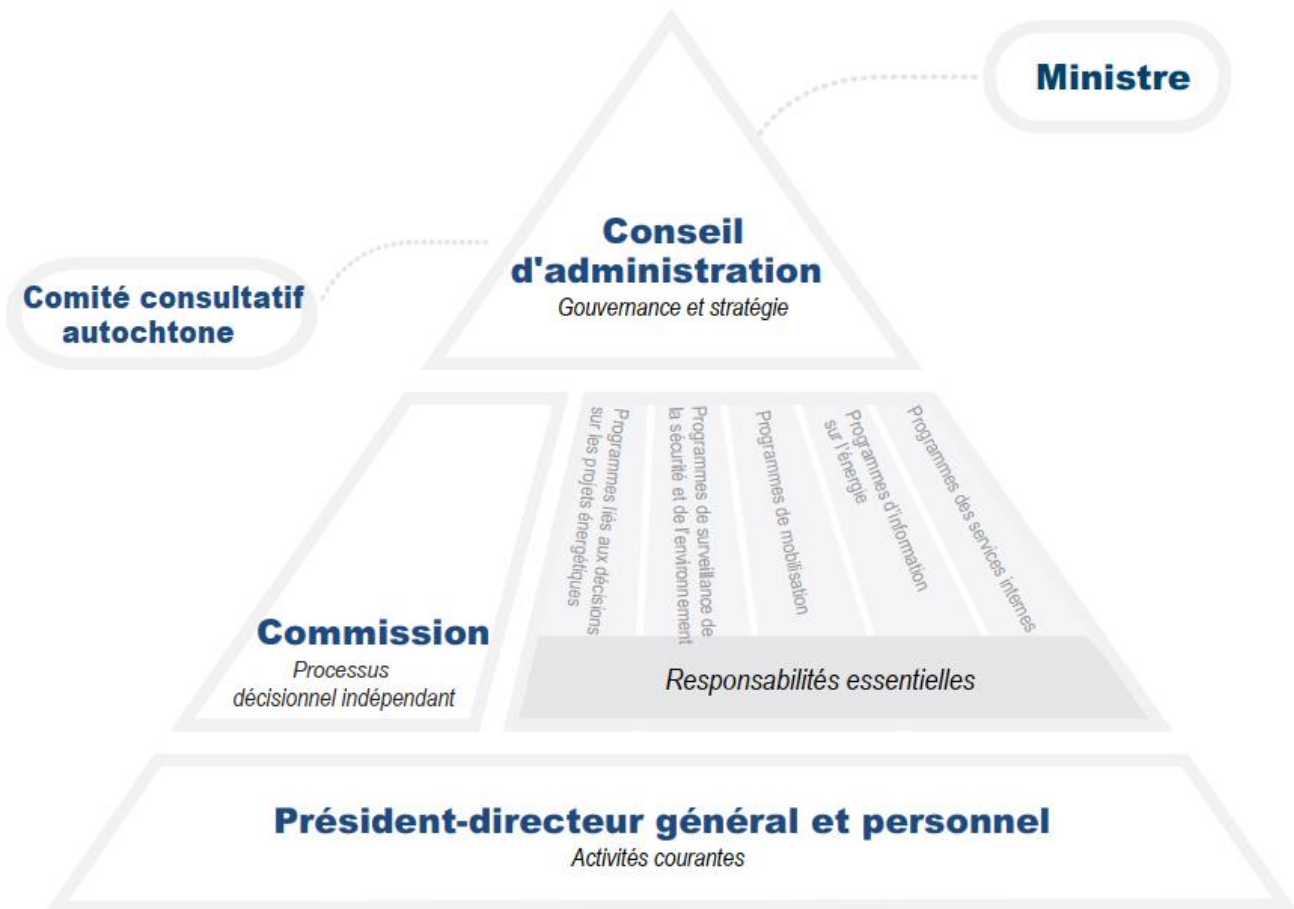 Ministre
Conseil
d'administration
Gouvernance et stratégie
Comité consultatif
autochtone
Programmes liés aux décisions
sur les projets énergétiques
Programmes de surveillance de
la sécurité et de l'environnement
Programmes de mobilisation
Programmes d'information
sur l'énergie
Programmes des services internes
Commission
Processus
décisionnel indépendant
Responsabilités essentielles
Président-directeur général et personnel
Activités courantes